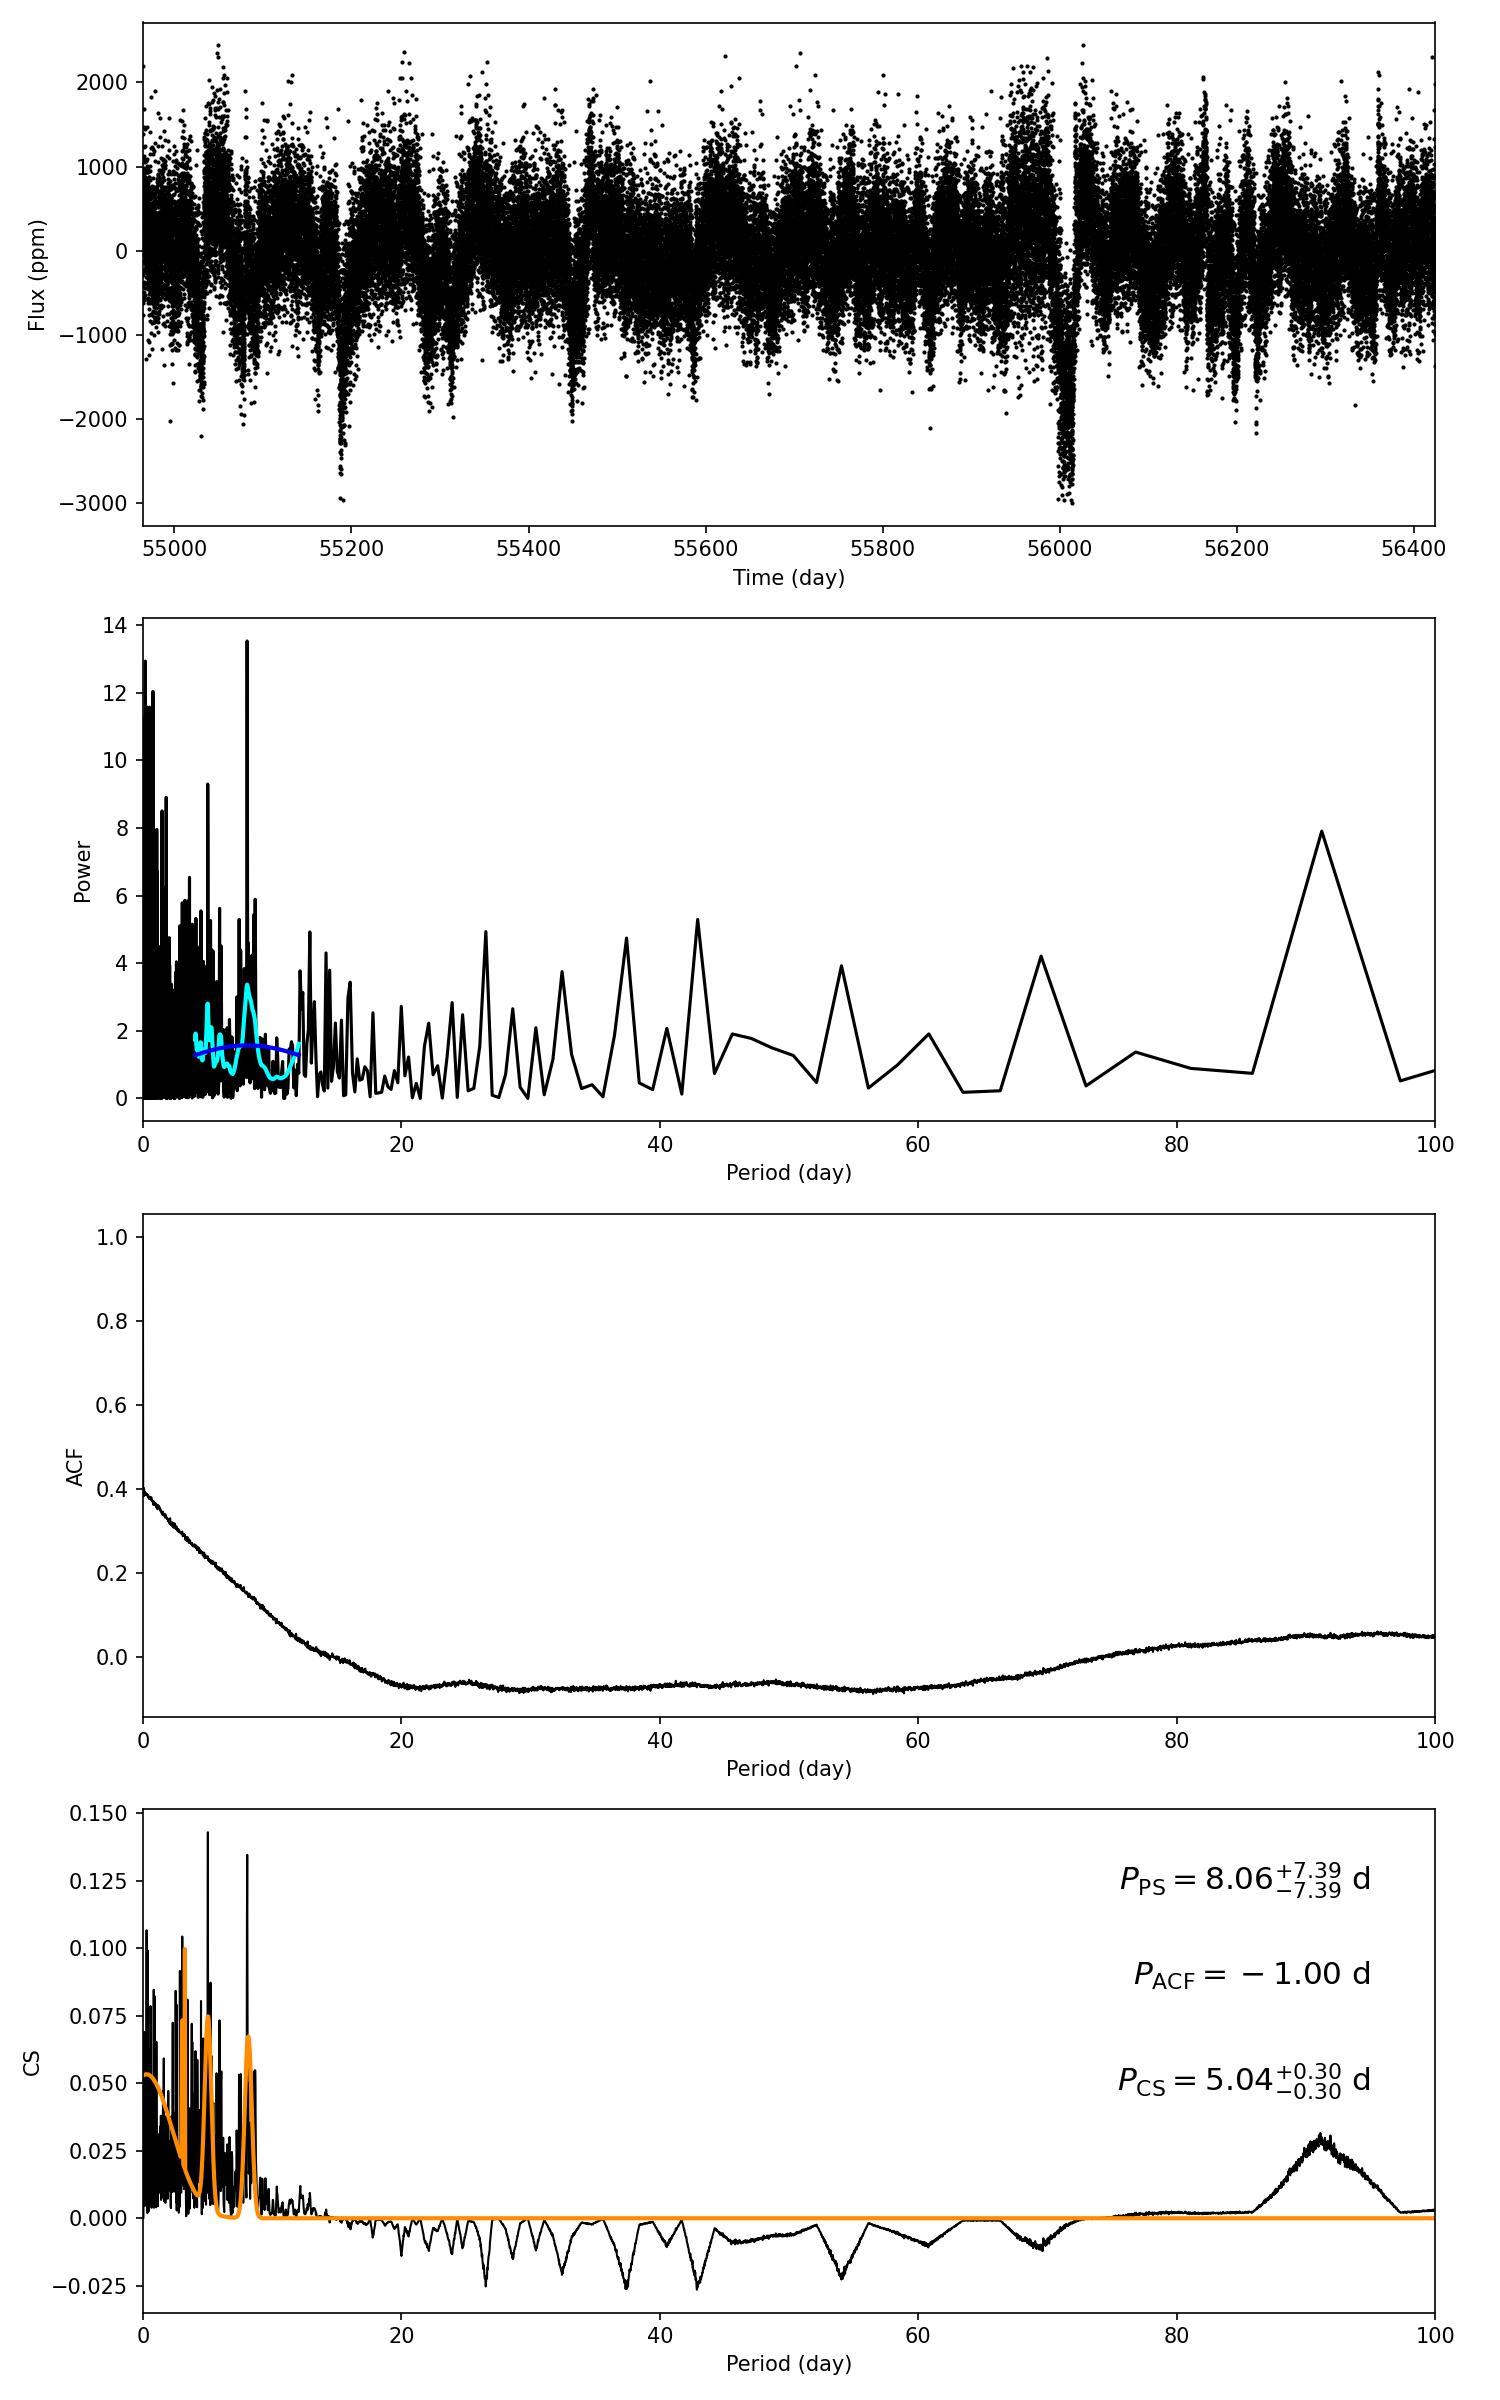 2000
1000
0
−1000
−2000
−3000
Flux (ppm)
55000 55200 55400 55600 55800 56000 56200 56400
Time (day)
14
12
10
8
6
4
2
0
Power
0 20 40 60 80 100
Period (day)
1.0
0.8
0.6
0.4
0.2
0.0
ACF
0 20 40 60 80 100
Period (day)
0.150
0.125
0.100
0.075
0.050
0.025
0.000
−0.025
CS
P_PS = 8.06 +7.39 −7.39 d
P_ACF = −1.00 d
P_CS = 5.04 +0.30 −0.30 d
0 20 40 60 80 100
Period (day)